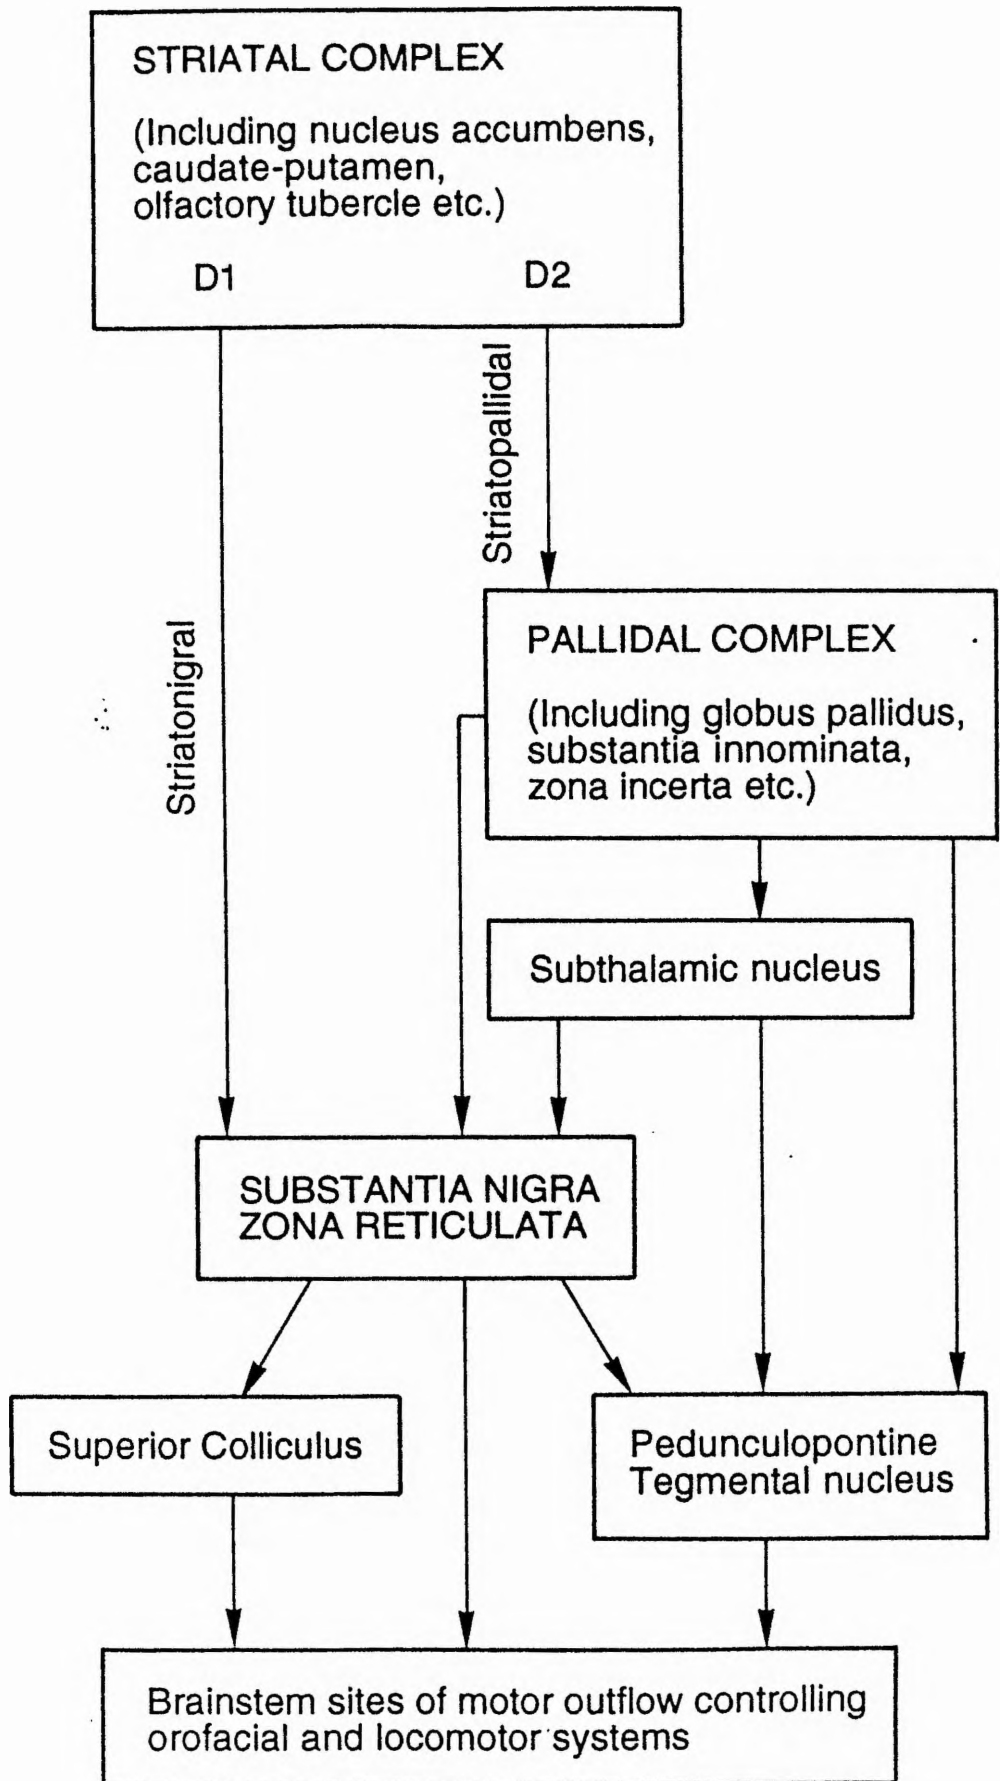 STRIATAL COMPLEX
(Including nucleus accumbens,
caudate-putamen,
olfactory tubercle etc.)
D1 D2
Striatopallidal
Striatonigral
PALLIDAL COMPLEX
(Including globus pallidus,
substantia innominata,
zona incerta etc.)
Subthalamic nucleus
SUBSTANTIA NIGRA
ZONA RETICULATA
Superior Colliculus
Pedunculopontine
Tegmental nucleus
Brainstem sites of motor outflow controlling
orofacial and locomotor systems